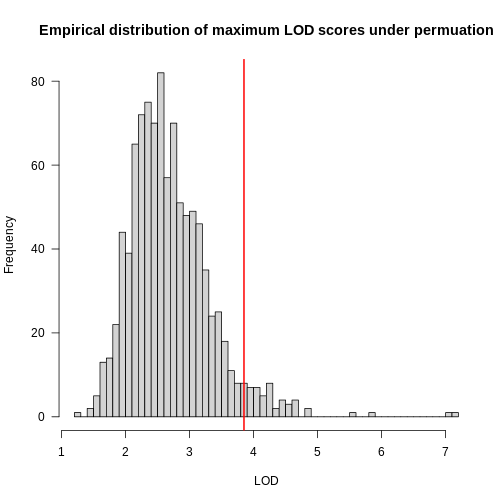 Empirical distribution of maximum LOD scores under permuation
80
60
40
20
0
Frequency
1 2 3 4 5 6 7
LOD